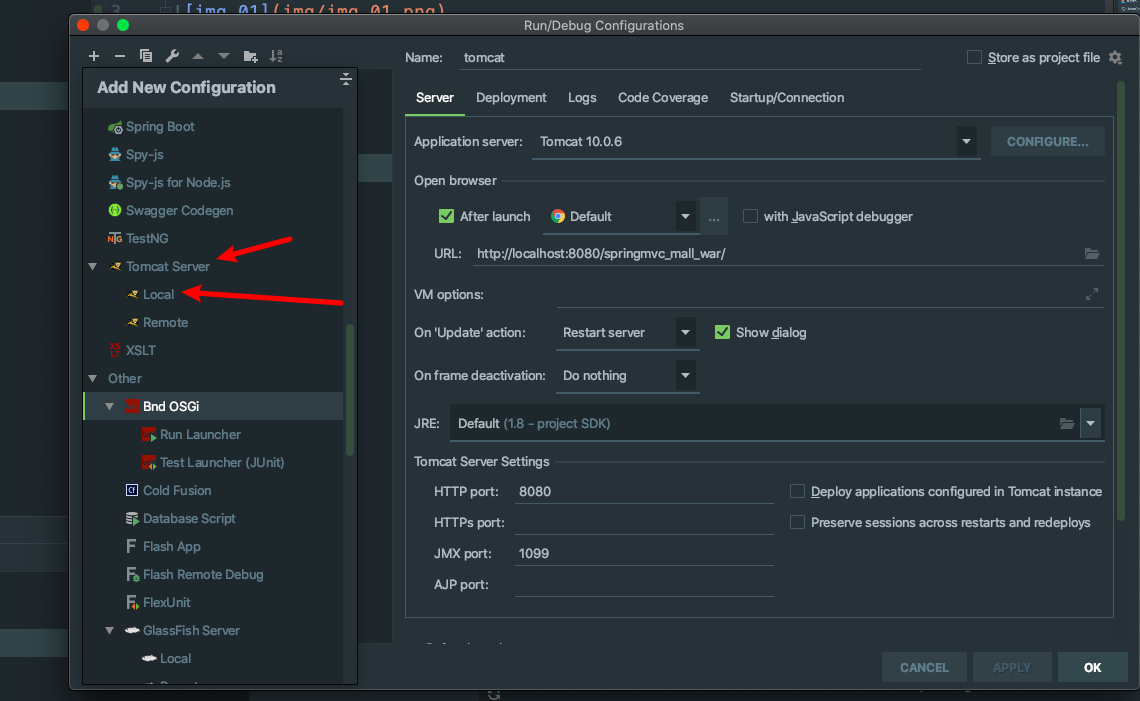 3
![img_01](img/img_01.png)
Run/Debug Configurations
Add New Configuration
Spring Boot
Spy-js
Spy-js for Node.js
Swagger Codegen
TestNG
Tomcat Server
Local
Remote
XSLT
Other
Bnd OSGi
Run Launcher
Test Launcher (JUnit)
Cold Fusion
Database Script
Flash App
Flash Remote Debug
FlexUnit
GlassFish Server
Local
Name: tomcat
Store as project file
Server Deployment Logs Code Coverage Startup/Connection
Application server: Tomcat 10.0.6 CONFIGURE...
Open browser
After launch Default ... with JavaScript debugger
URL: http://localhost:8080/springmvc_mall_war/
VM options:
On 'Update' action: Restart server Show dialog
On frame deactivation: Do nothing
JRE: Default (1.8 - project SDK)
Tomcat Server Settings
HTTP port: 8080 Deploy applications configured in Tomcat instance
HTTPs port: Preserve sessions across restarts and redeploys
JMX port: 1099
AJP port:
CANCEL APPLY OK